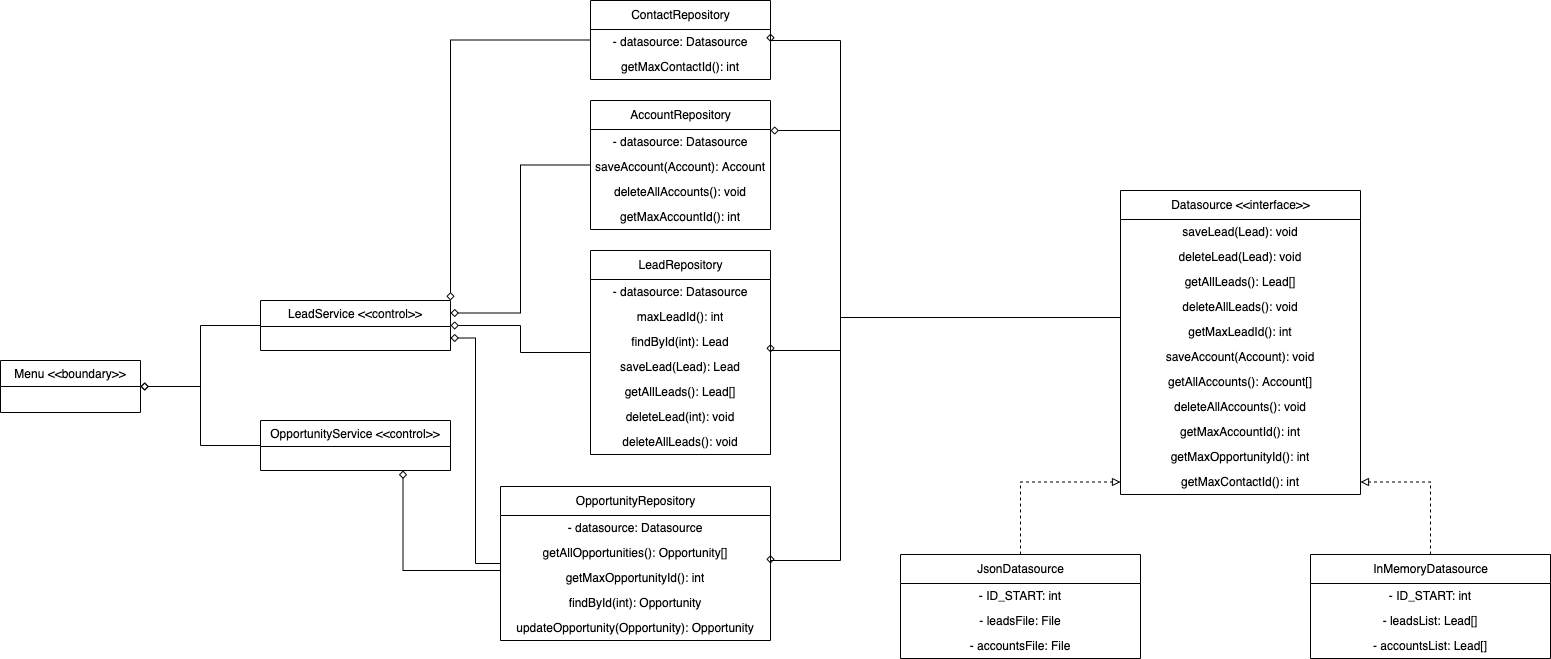 ContactRepository
- datasource: Datasource
getMaxContactId(): int
AccountRepository
- datasource: Datasource
saveAccount(Account): Account
deleteAllAccounts(): void
getMaxAccountId(): int
LeadRepository
- datasource: Datasource
maxLeadId(): int
findById(int): Lead
saveLead(Lead): Lead
getAllLeads(): Lead[]
deleteLead(int): void
deleteAllLeads(): void
OpportunityRepository
- datasource: Datasource
getAllOpportunities(): Opportunity[]
getMaxOpportunityId(): int
findById(int): Opportunity
updateOpportunity(Opportunity): Opportunity
LeadService <<control>>
OpportunityService <<control>>
Menu <<boundary>>
Datasource <<interface>>
saveLead(Lead): void
deleteLead(Lead): void
getAllLeads(): Lead[]
deleteAllLeads(): void
getMaxLeadId(): int
saveAccount(Account): void
getAllAccounts(): Account[]
deleteAllAccounts(): void
getMaxAccountId(): int
getMaxOpportunityId(): int
getMaxContactId(): int
JsonDatasource
- ID_START: int
- leadsFile: File
- accountsFile: File
InMemoryDatasource
- ID_START: int
- leadsList: Lead[]
- accountsList: Lead[]